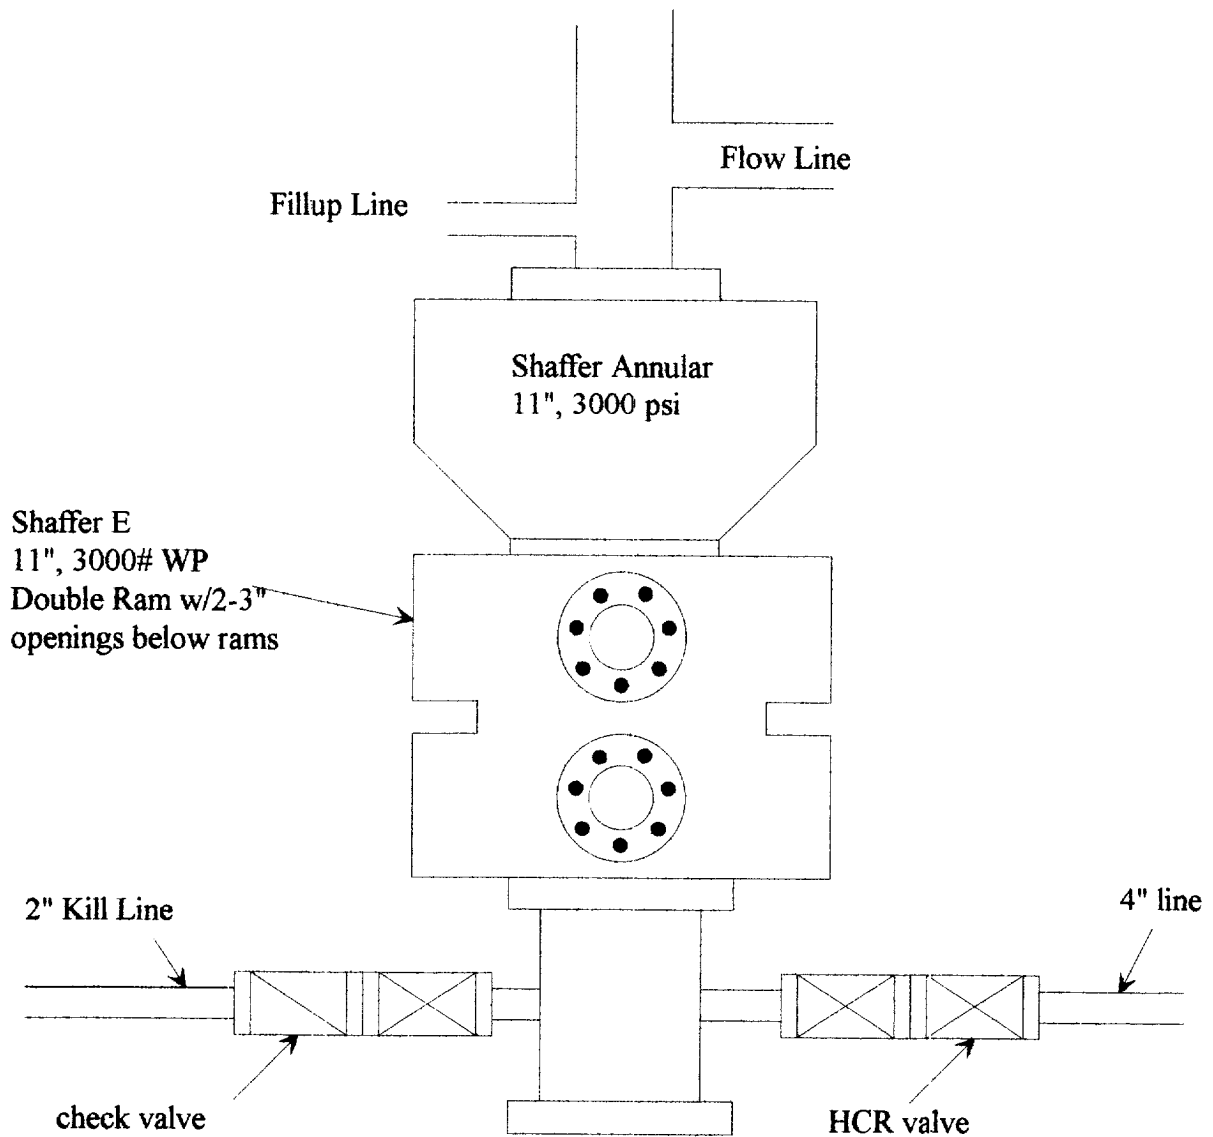 Flow Line
Fillup Line
Shaffer Annular
11", 3000 psi
Shaffer E
11", 3000# WP
Double Ram w/2-3"
openings below rams
2" Kill Line
4" line
check valve
HCR valve